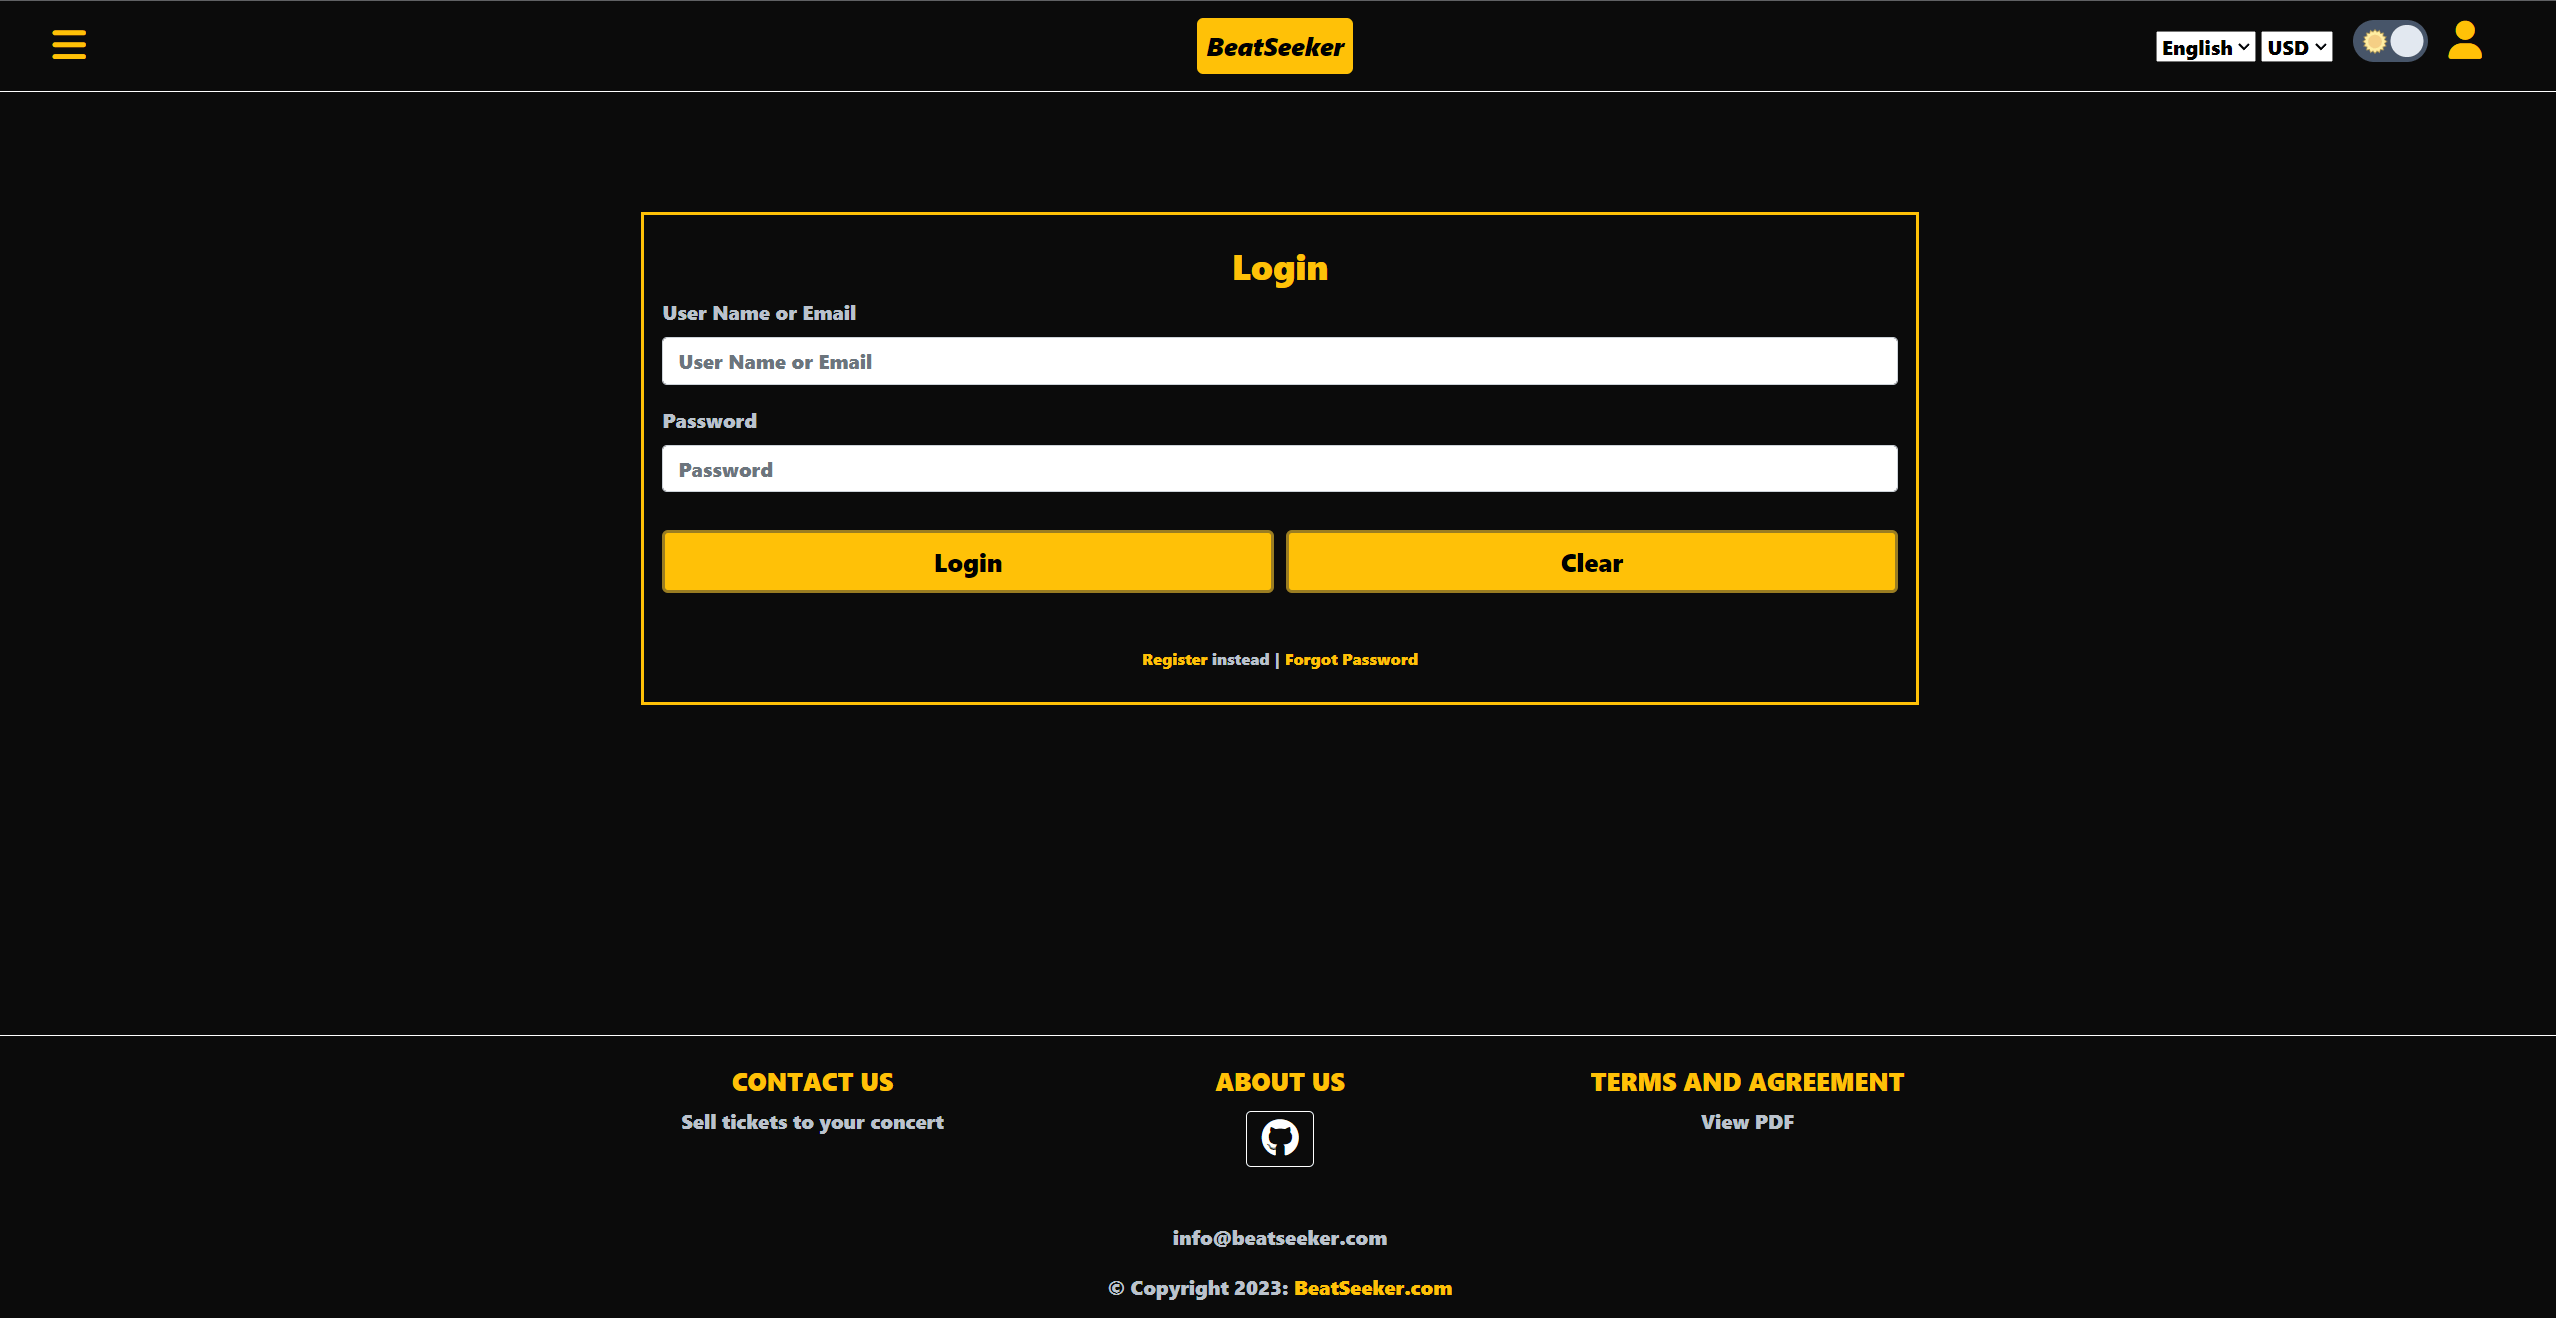 BeatSeeker
English USD
Login
User Name or Email
User Name or Email
Password
Password
Login Clear
Register instead | Forgot Password
CONTACT US ABOUT US TERMS AND AGREEMENT
Sell tickets to your concert View PDF
info@beatseeker.com
© Copyright 2023: BeatSeeker.com